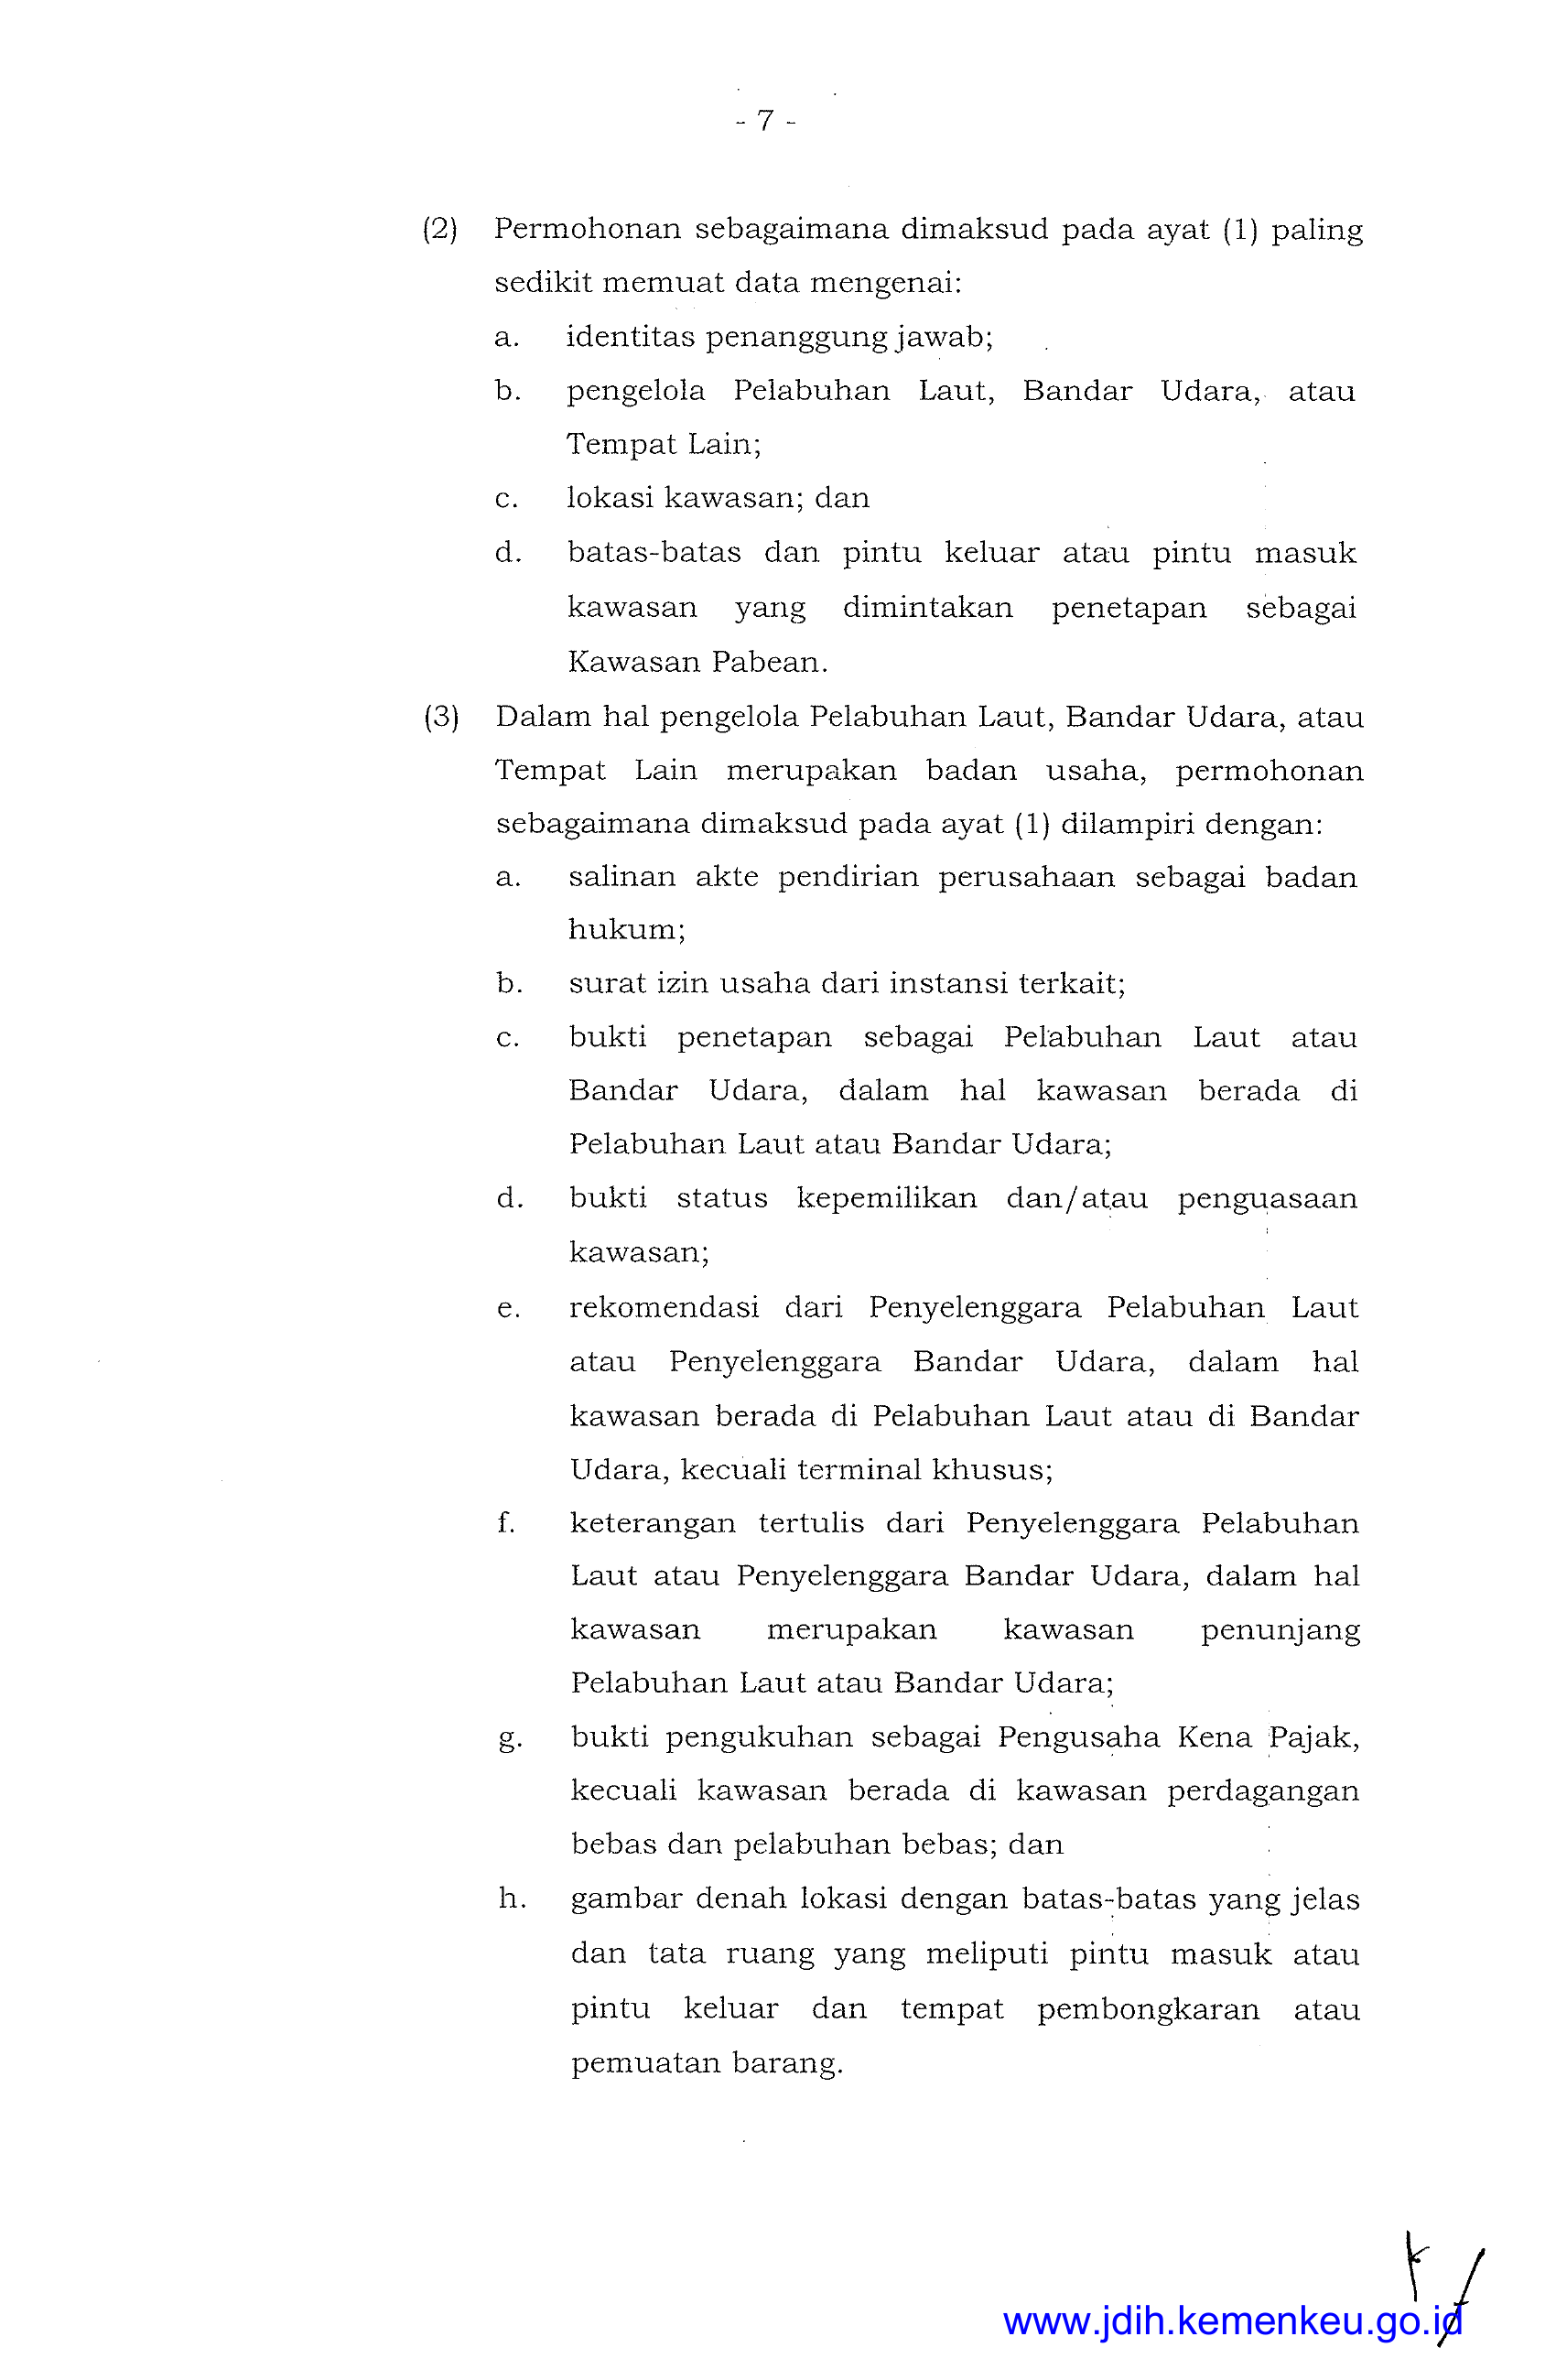 - 7 -
(2) Permohonan sebagaimana dimaksud pada ayat (1) paling
sedikit memuat data mengenai:
a. identitas penanggung jawab;
b. pengelola Pelabuhan Laut, Bandar Udara, atau
Tempat Lain;
c. lokasi kawasan; dan
d. batas-batas dan pintu keluar atau pintu masuk
kawasan yang dimintakan penetapan sebagai
Kawasan Pabean.
(3) Dalam hal pengelola Pelabuhan Laut, Bandar Udara, atau
Tempat Lain merupakan badan usaha, permohonan
sebagaimana dimaksud pada ayat (1) dilampiri dengan:
a. salinan akte pendirian perusahaan sebagai badan
hukum;
b. surat izin usaha dari instansi terkait;
c. bukti penetapan sebagai Pelabuhan Laut atau
Bandar Udara, dalam hal kawasan berada di
Pelabuhan Laut atau Bandar Udara;
d. bukti status kepemilikan dan/atau penguasaan
kawasan;
e. rekomendasi dari Penyelenggara Pelabuhan Laut
atau Penyelenggara Bandar Udara, dalam hal
kawasan berada di Pelabuhan Laut atau di Bandar
Udara, kecuali terminal khusus;
f. keterangan tertulis dari Penyelenggara Pelabuhan
Laut atau Penyelenggara Bandar Udara, dalam hal
kawasan merupakan kawasan penunjang
Pelabuhan Laut atau Bandar Udara;
g. bukti pengukuhan sebagai Pengusaha Kena Pajak,
kecuali kawasan berada di kawasan perdagangan
bebas dan pelabuhan bebas; dan
h. gambar denah lokasi dengan batas-batas yang jelas
dan tata ruang yang meliputi pintu masuk atau
pintu keluar dan tempat pembongkaran atau
pemuatan barang.
www.jdih.kemenkeu.go.id